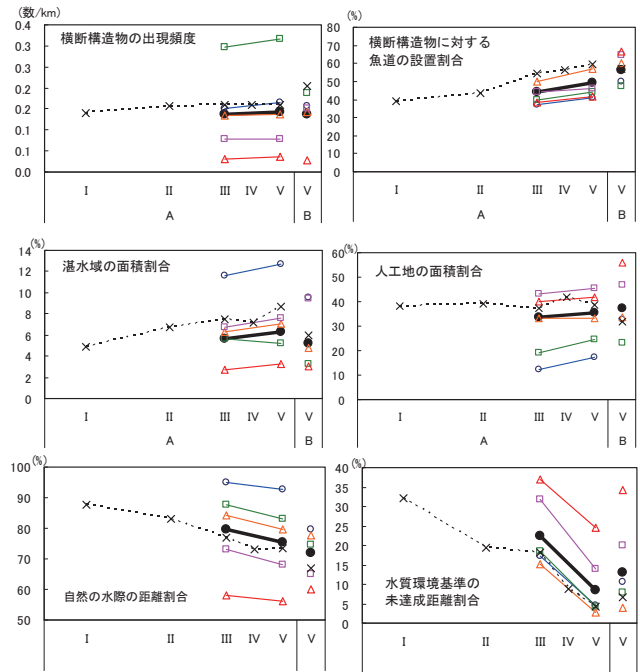 (数/km)
横断構造物の出現頻度
0.4
0.4
0.3
0.3
0.2
0.2
0.1
0.1
0.0
I II III IV V V
A B
(%)
横断構造物に対する
魚道の設置割合
80
70
60
50
40
30
20
10
0
I II III IV V V
A B
(%)
湛水域の面積割合
14
12
10
8
6
4
2
0
I II III IV V V
A B
(%)
人工地の面積割合
60
50
40
30
20
10
0
I II III IV V V
A B
(%)
100
90
80
70
60
50
自然の水際の距離割合
I II III IV V V
(%)
40
35
30
25
20
15
10
5
0
水質環境基準の
未達成距離割合
I II III IV V V